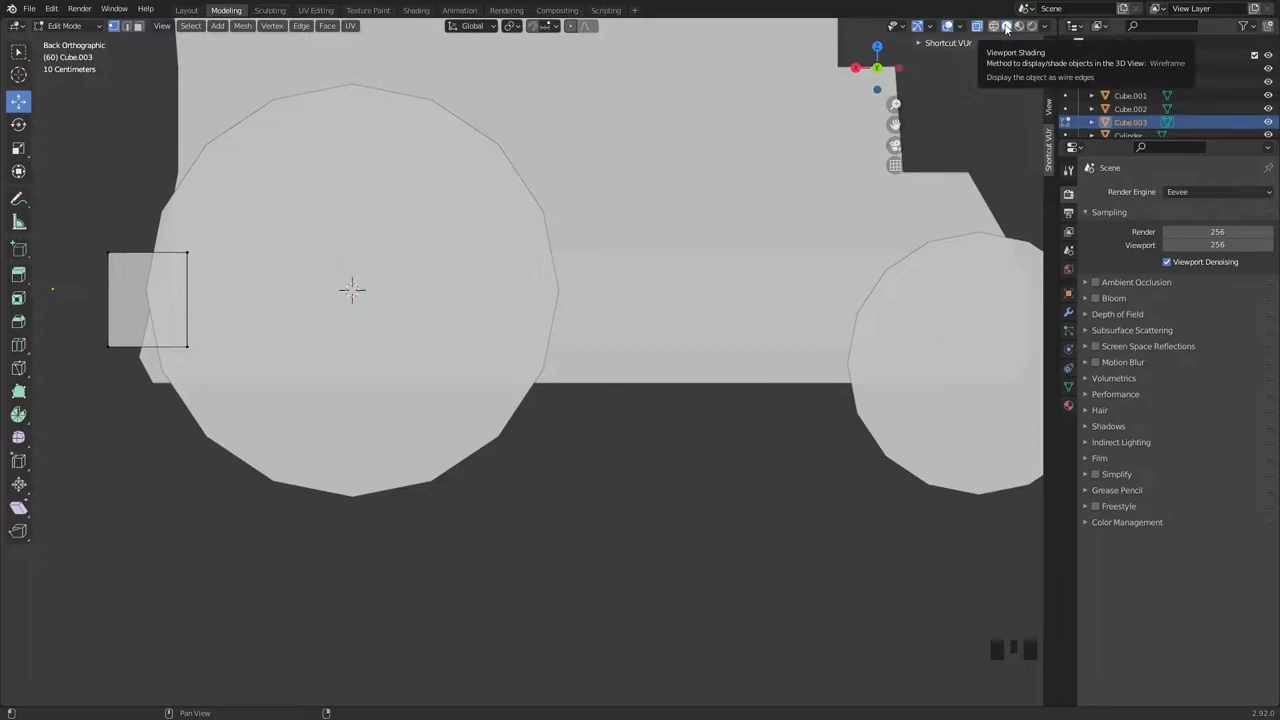 File Edit Render Window Help Layout Modeling Sculpting UV Editing Texture Paint Shading Animation Rendering Compositing Scripting + Scene View Layer
Edit Mode View Select Add Mesh Vertex Edge Face UV Global
Back Orthographic
(60) Cube.003
10 Centimeters
Z
X
Y
Shortcut VUr
View
Shortcut VUr
Viewport Shading
Method to display/shade objects in the 3D View: Wireframe
Display the object as wire edges
Cube.001
Cube.002
Cube.003
Cylinder
Scene
Render Engine Eevee
Sampling
Render 256
Viewport 256
Viewport Denoising
Ambient Occlusion
Bloom
Depth of Field
Subsurface Scattering
Screen Space Reflections
Motion Blur
Volumetrics
Performance
Hair
Shadows
Indirect Lighting
Film
Simplify
Grease Pencil
Freestyle
Color Management
Pan View
2.92.0